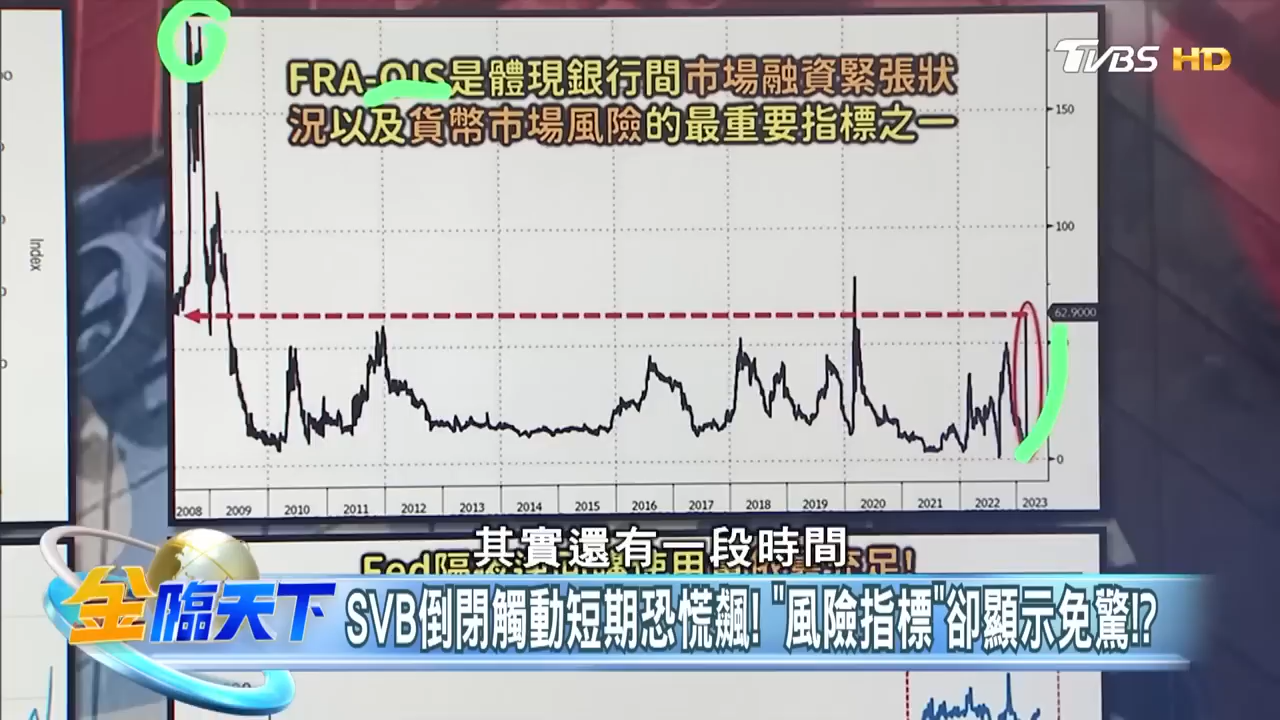 TVBS HD
FRA-OIS是體現銀行間市場融資緊張狀
況以及貨幣市場風險的最重要指標之一
150
100
62.9000
0
Index
2008 2009 2010 2011 2012 2013 2014 2015 2016 2017 2018 2019 2020 2021 2022 2023
其實還有一段時間
金臨天下
SVB倒閉觸動短期恐慌飆! "風險指標"卻顯示免驚!?